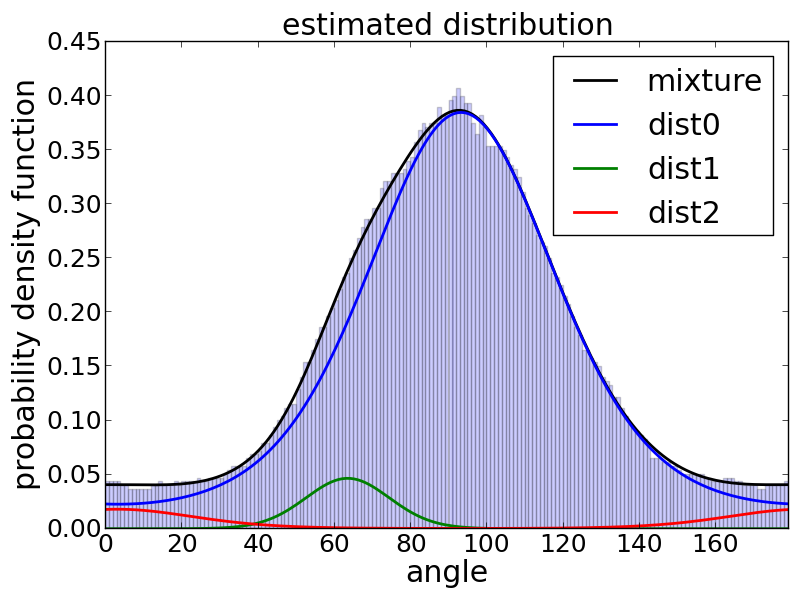 estimated distribution
probability density function
0.45
0.40
0.35
0.30
0.25
0.20
0.15
0.10
0.05
0.00
mixture
dist0
dist1
dist2
0 20 40 60 80 100 120 140 160
angle